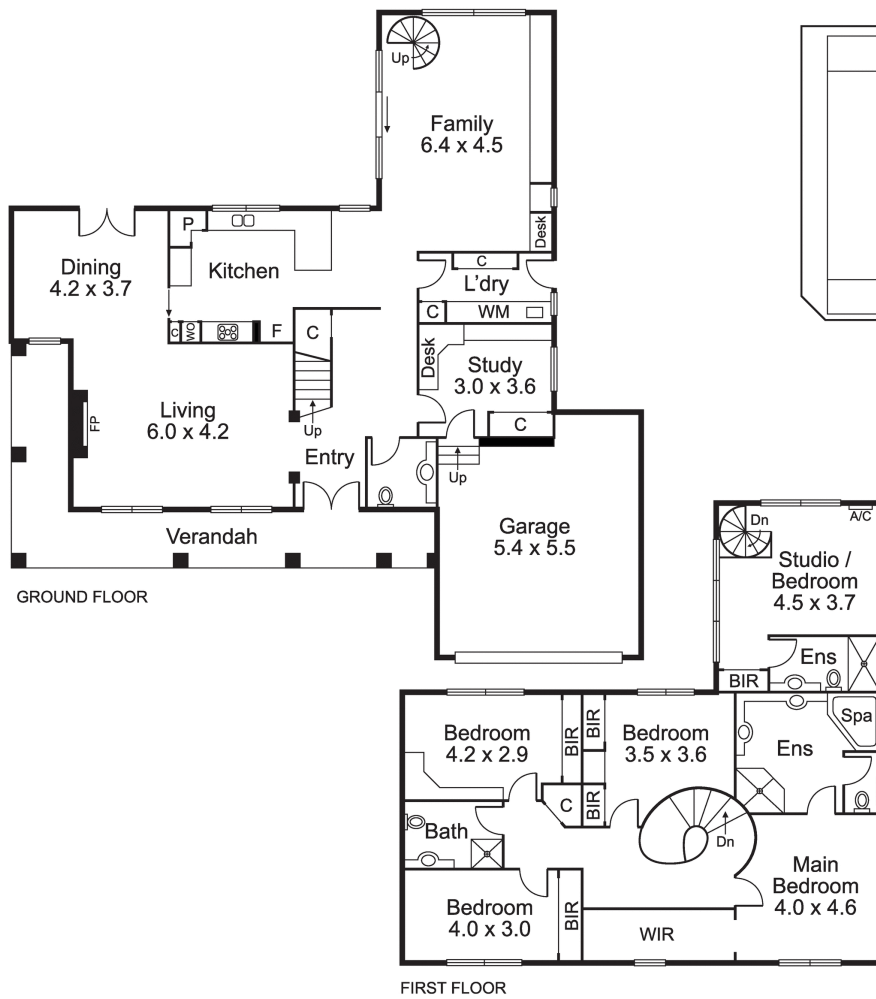 Up
Family
6.4 x 4.5
Desk
P
Dining
4.2 x 3.7
Kitchen
C
L'dry
C
WM
C
WO
F
C
Desk
Study
3.0 x 3.6
C
FP
Living
6.0 x 4.2
Up
Entry
Up
Verandah
Garage
5.4 x 5.5
GROUND FLOOR
Dn
A/C
Studio /
Bedroom
4.5 x 3.7
Ens
BIR
Bedroom
4.2 x 2.9
BIR
BIR
Bedroom
3.5 x 3.6
BIR
Spa
Ens
C
Bath
Dn
Main
Bedroom
4.0 x 4.6
Bedroom
4.0 x 3.0
BIR
WIR
FIRST FLOOR